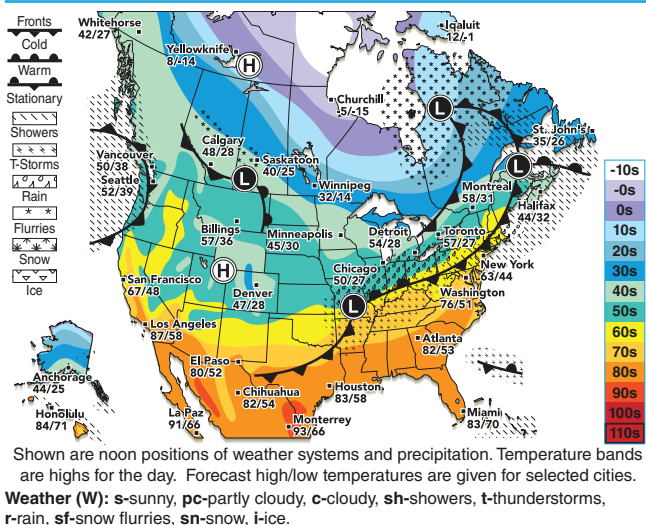 Fronts
Cold
Warm
Stationary
Showers
T-Storms
Rain
Flurries
Snow
Ice
Whitehorse
42/27
Yellowknife
8/-14
H
Iqaluit
12/-1
Churchill
5/-15
L
St. John's
35/26
Calgary
48/28
Saskatoon
40/25
Vancouver
50/38
Seattle
52/39
L
Winnipeg
32/14
Montreal
58/31
L
Halifax
44/32
Billings
57/36
Minneapolis
45/30
Detroit
54/28
Toronto
57/27
H
Chicago
50/27
New York
63/44
San Francisco
67/48
Denver
47/28
L
Washington
76/51
Los Angeles
87/58
Atlanta
82/53
El Paso
80/52
Anchorage
44/25
Chihuahua
82/54
Houston
83/58
Honolulu
84/71
La Paz
91/66
Monterrey
93/66
Miami
83/70
-10s
-0s
0s
10s
20s
30s
40s
50s
60s
70s
80s
90s
100s
110s
Shown are noon positions of weather systems and precipitation. Temperature bands
are highs for the day. Forecast high/low temperatures are given for selected cities.
Weather (W): s-sunny, pc-partly cloudy, c-cloudy, sh-showers, t-thunderstorms,
r-rain, sf-snow flurries, sn-snow, i-ice.